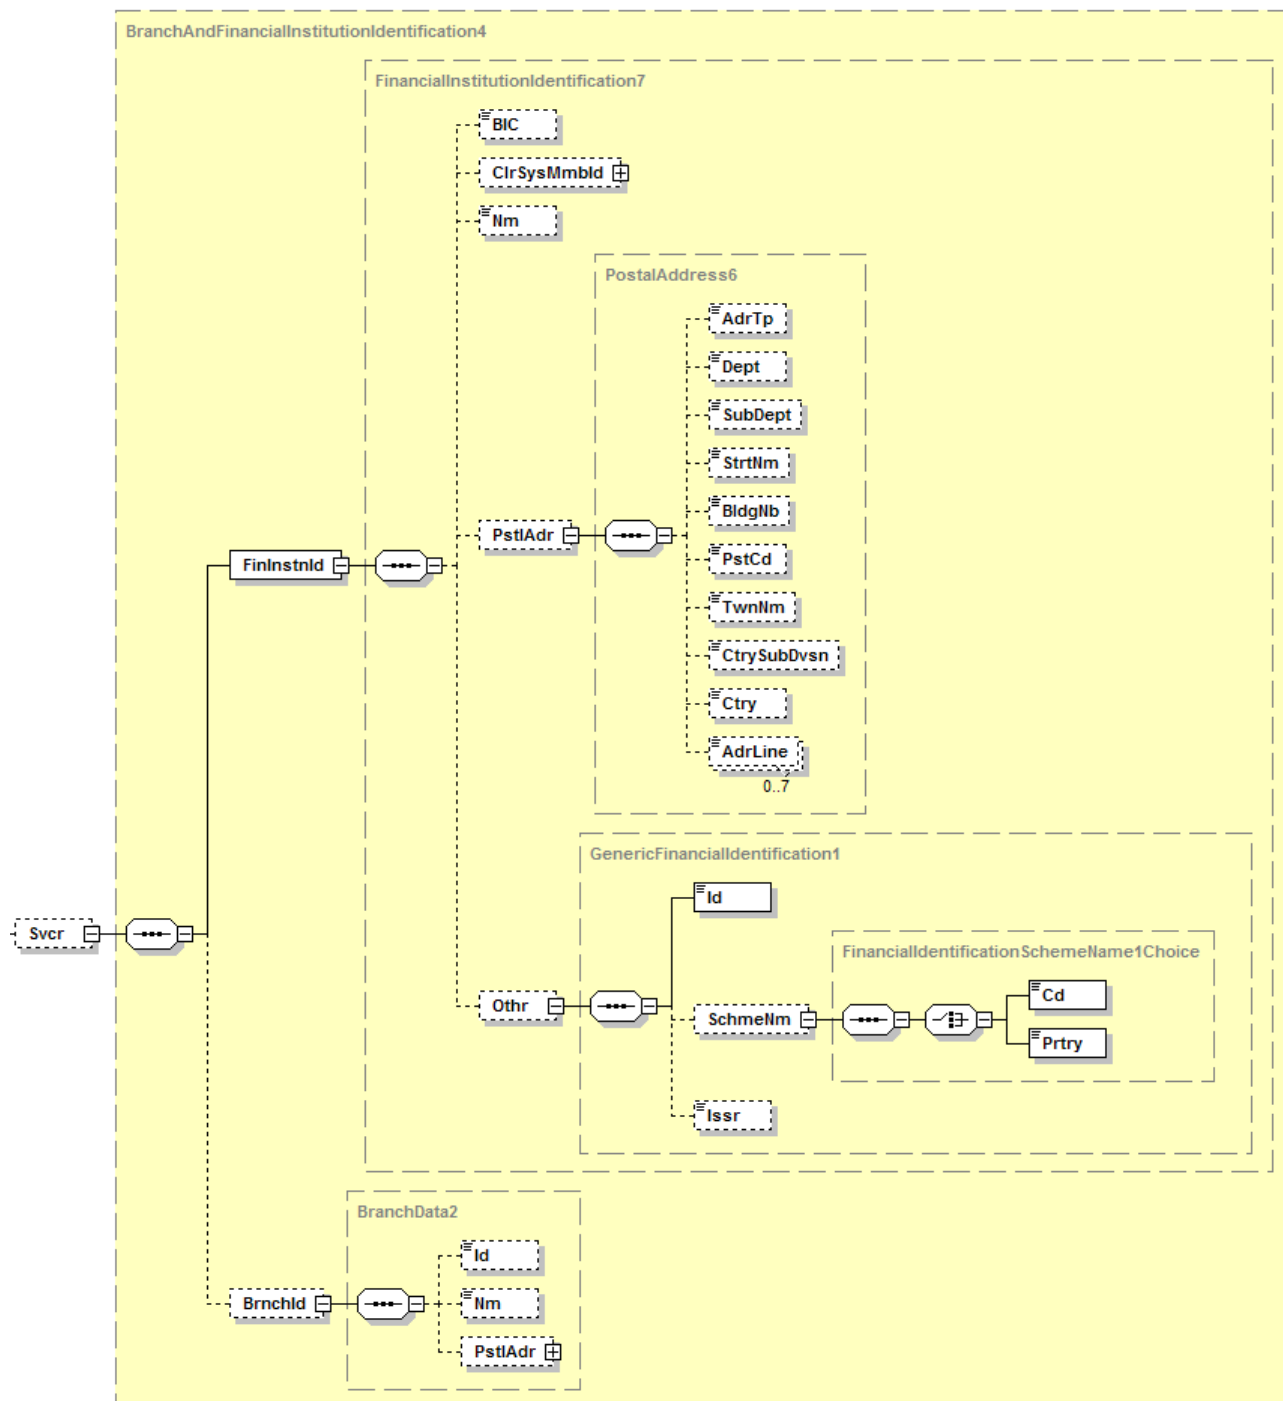 BranchAndFinancialInstitutionIdentification4
FinancialInstitutionIdentification7
BIC
ClrSysMmbId
Nm
PostalAddress6
AdrTp
Dept
SubDept
StrtNm
BldgNb
PstlAdr
PstCd
FinInstnId
TwnNm
CtrySubDvsn
Ctry
AdrLine
0..7
GenericFinancialIdentification1
Id
Svcr
FinancialIdentificationSchemeName1Choice
Cd
Othr
SchmeNm
Prtry
Issr
BranchData2
Id
BrnchId
Nm
PstlAdr